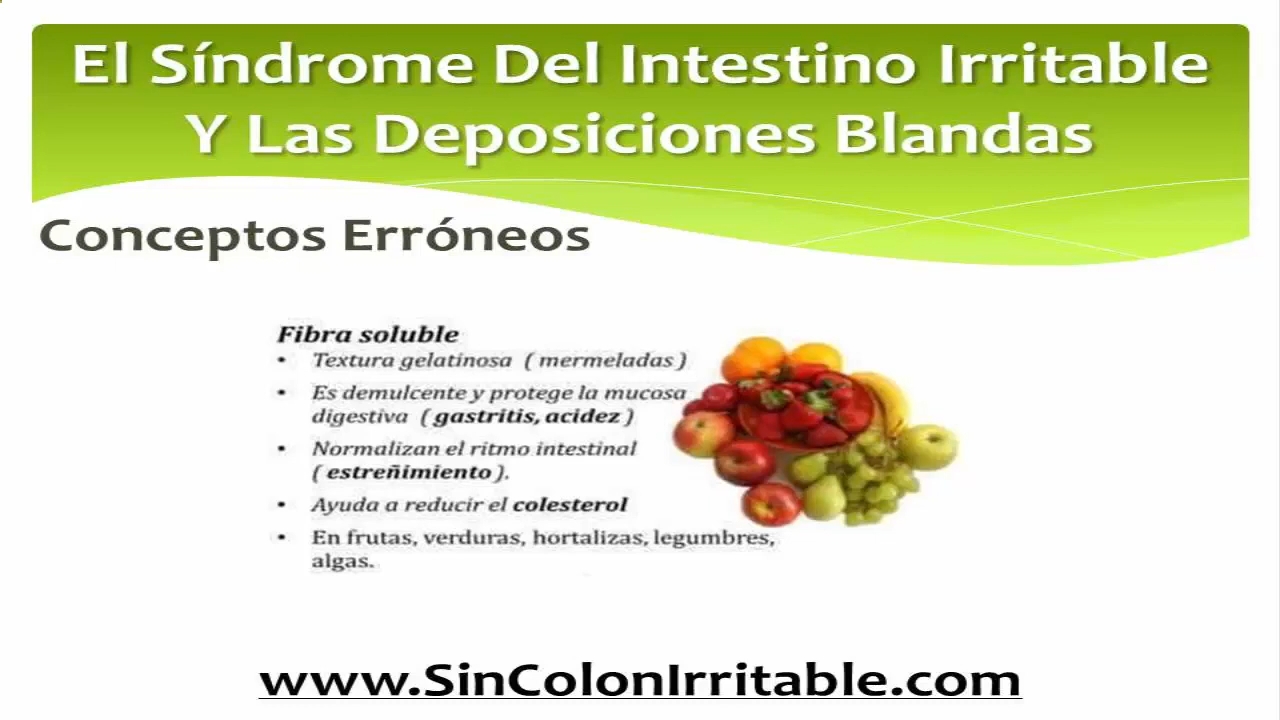 El Síndrome Del Intestino Irritable
Y Las Deposiciones Blandas
Conceptos Erróneos
Fibra soluble
• Textura gelatinosa ( mermeladas )
• Es demulcente y protege la mucosa
digestiva ( gastritis, acidez )
• Normalizan el ritmo intestinal
( estreñimiento ).
• Ayuda a reducir el colesterol
• En frutas, verduras, hortalizas, legumbres,
algas.
www.SinColonIrritable.com